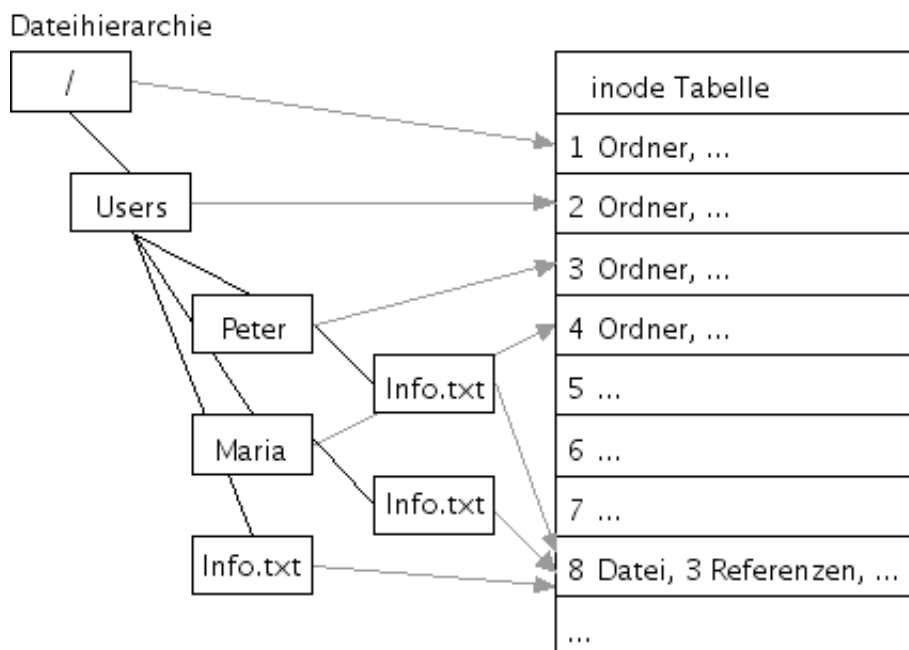 Dateihierarchie
/
Users
Peter
Info.txt
Maria
Info.txt
Info.txt
inode Tabelle
1 Ordner, ...
2 Ordner, ...
3 Ordner, ...
4 Ordner, ...
5 ...
6 ...
7 ...
8 Datei, 3 Referenzen, ...
...